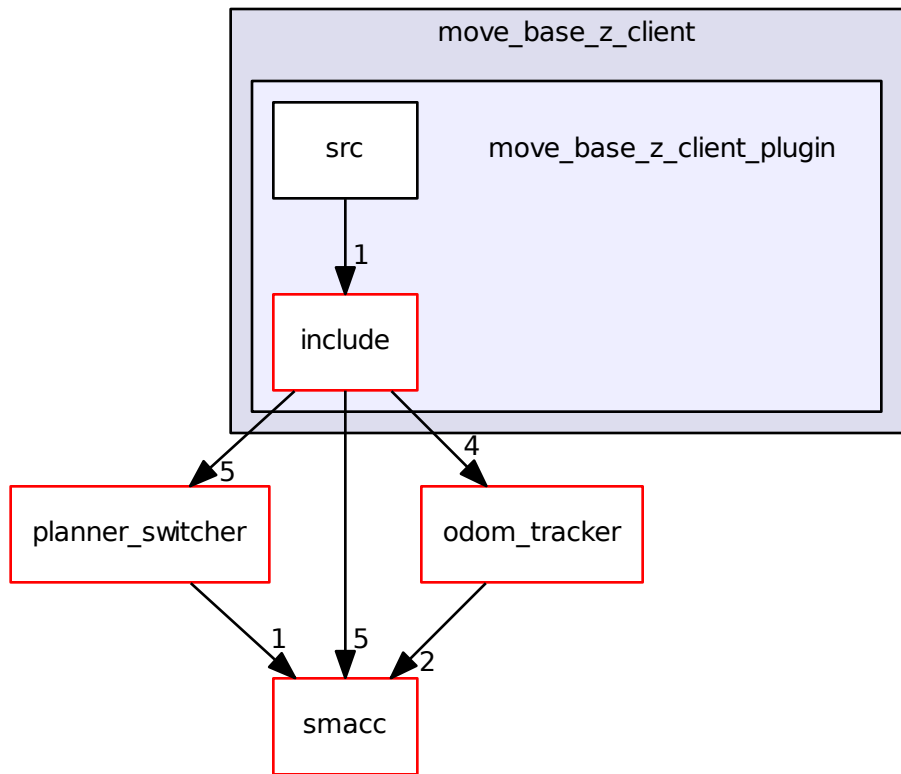 move_base_z_client
src
move_base_z_client_plugin
1
include
4
5
planner_switcher
odom_tracker
1
5
2
smacc